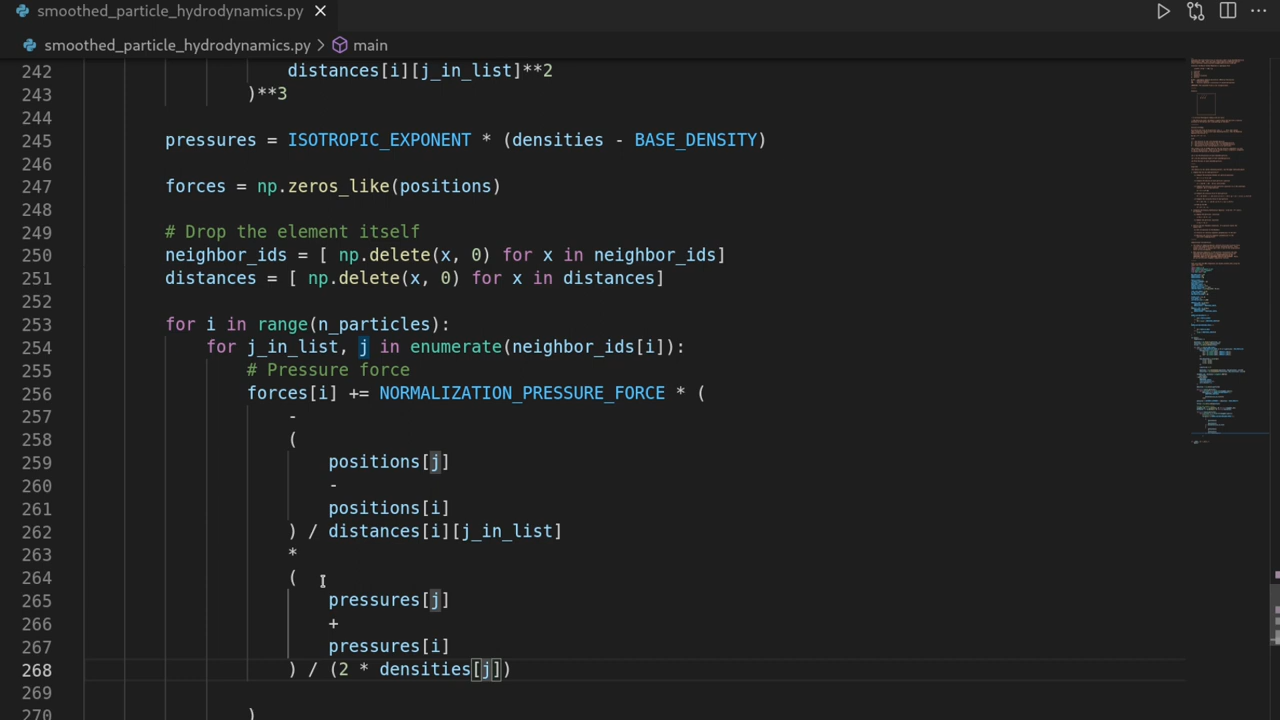 smoothed_particle_hydrodynamics.py ×
smoothed_particle_hydrodynamics.py > main
242 distances[i][j_in_list]**2
243 )**3
244
245 pressures = ISOTROPIC_EXPONENT * (densities - BASE_DENSITY)
246
247 forces = np.zeros_like(positions)
248
249 # Drop the element itself
250 neighbor_ids = [ np.delete(x, 0) for x in neighbor_ids]
251 distances = [ np.delete(x, 0) for x in distances]
252
253 for i in range(n_particles):
254 for j_in_list, j in enumerate(neighbor_ids[i]):
255 # Pressure force
256 forces[i] += NORMALIZATION_PRESSURE_FORCE * (
257 -
258 (
259 positions[j]
260 -
261 positions[i]
262 ) / distances[i][j_in_list]
263 *
264 (
265 pressures[j]
266 +
267 pressures[i]
268 ) / (2 * densities[j])
269
270 )